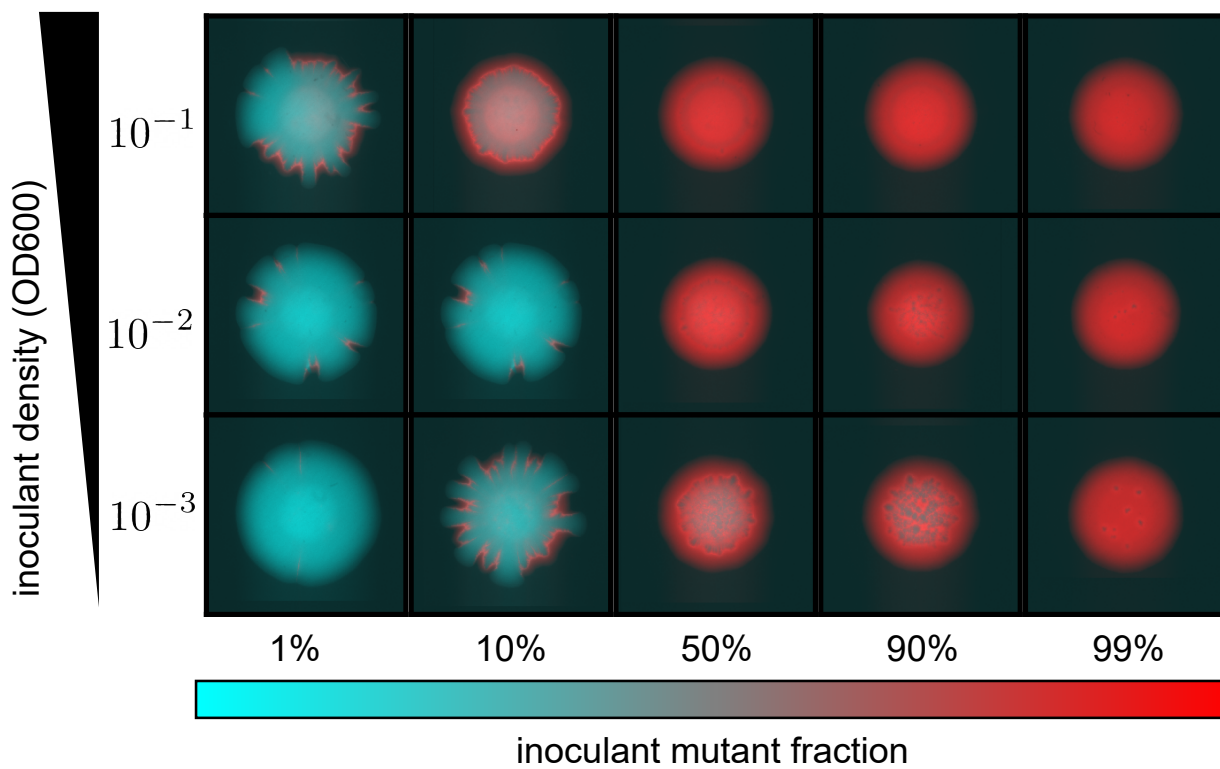 inoculant density (OD600)
10⁻¹
10⁻²
10⁻³
1% 10% 50% 90% 99%
inoculant mutant fraction